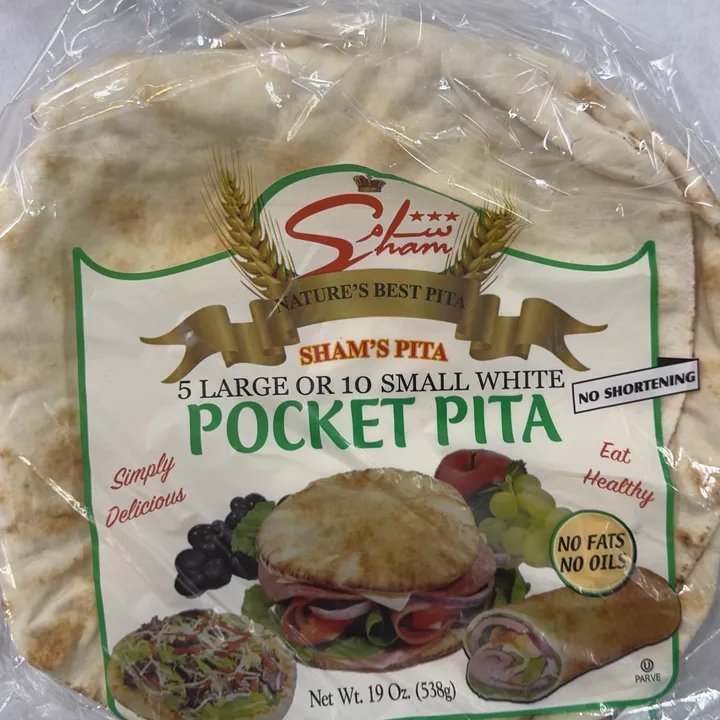 شام
Sham
NATURE'S BEST PITA
SHAM'S PITA
5 LARGE OR 10 SMALL WHITE
NO SHORTENING
POCKET PITA
Simply
Delicious
Eat
Healthy
NO FATS
NO OILS
U
PARVE
Net Wt. 19 Oz. (538g)